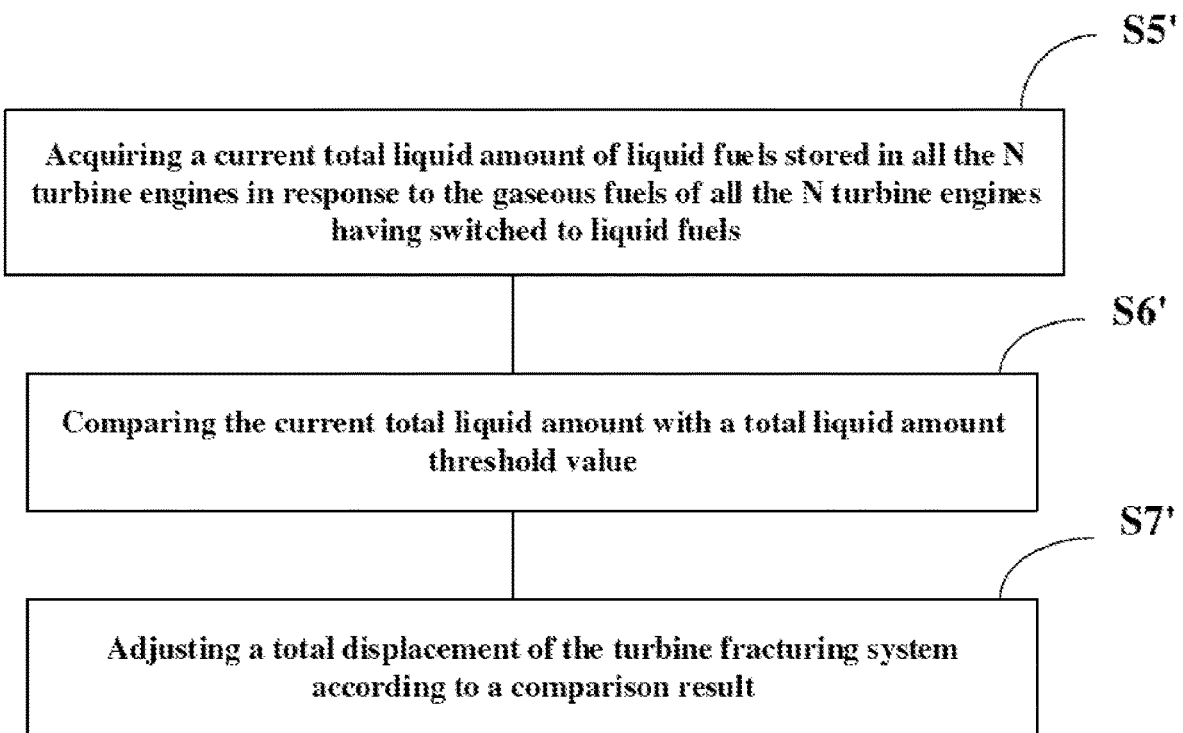 S5'
Acquiring a current total liquid amount of liquid fuels stored in all the N
turbine engines in response to the gaseous fuels of all the N turbine engines
having switched to liquid fuels
S6'
Comparing the current total liquid amount with a total liquid amount
threshold value
S7'
Adjusting a total displacement of the turbine fracturing system
according to a comparison result